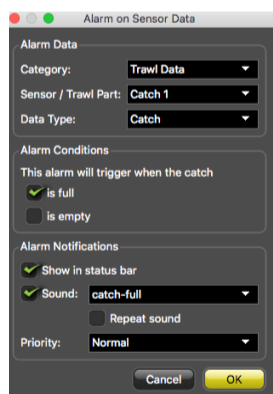 Alarm on Sensor Data
Alarm Data
Category: Trawl Data
Sensor / Trawl Part: Catch 1
Data Type: Catch
Alarm Conditions
This alarm will trigger when the catch
is full
is empty
Alarm Notifications
Show in status bar
Sound: catch-full
Repeat sound
Priority: Normal
Cancel OK